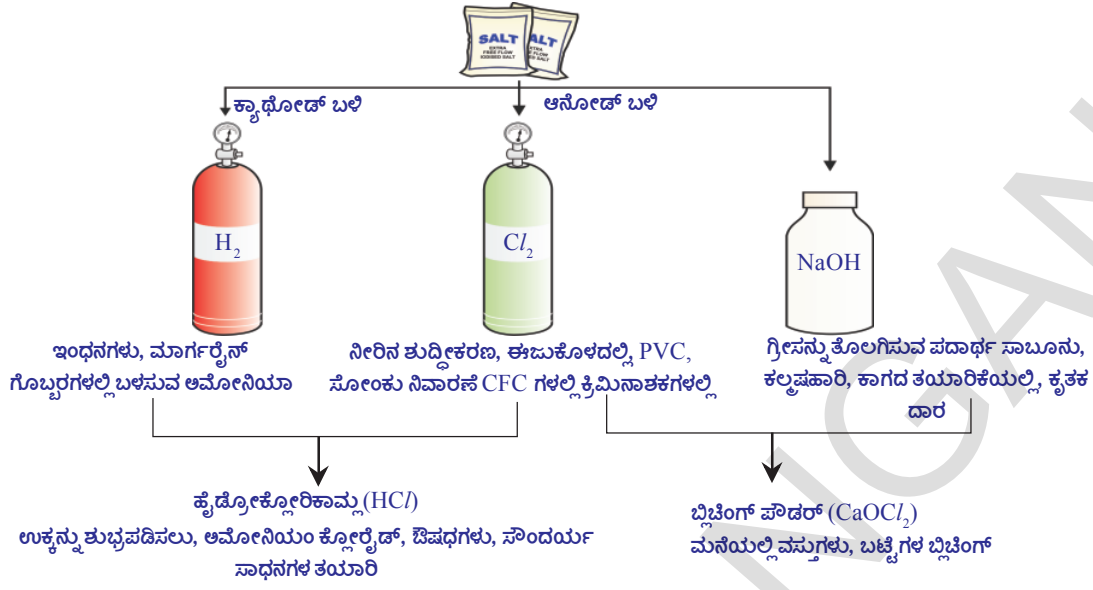 SALT
EXTRA
FREE FLOW
IODISED SALT
ALT
ಕ್ಯಾಥೋಡ್ ಬಳಿ
ಆನೋಡ್ ಬಳಿ
H₂
Cl₂
NaOH
ಇಂಧನಗಳು, ಮಾರ್ಗರೈನ್
ಗೊಬ್ಬರಗಳಲ್ಲಿ ಬಳಸುವ ಅಮೋನಿಯಾ
ನೀರಿನ ಶುದ್ಧೀಕರಣ, ಈಜುಕೊಳದಲ್ಲಿ, PVC,
ಸೋಂಕು ನಿವಾರಣೆ CFC ಗಳಲ್ಲಿ ಕ್ರಿಮಿನಾಶಕಗಳಲ್ಲಿ
ಗ್ರೀಸನ್ನು ತೊಲಗಿಸುವ ಪದಾರ್ಥ ಸಾಬೂನು,
ಕಲ್ಮಷಹಾರಿ, ಕಾಗದ ತಯಾರಿಕೆಯಲ್ಲಿ, ಕೃತಕ
ದಾರ
ಹೈಡ್ರೋಕ್ಲೋರಿಕಾಮ್ಲ (HCl)
ಉಕ್ಕನ್ನು ಶುಭ್ರಪಡಿಸಲು, ಅಮೋನಿಯಂ ಕ್ಲೋರೈಡ್, ಔಷಧಗಳು, ಸೌಂದರ್ಯ
ಸಾಧನಗಳ ತಯಾರಿ
ಬ್ಲಿಚಿಂಗ್ ಪೌಡರ್ (CaOCl₂)
ಮನೆಯಲ್ಲಿ ವಸ್ತುಗಳು, ಬಟ್ಟೆಗಳ ಬ್ಲಿಚಿಂಗ್